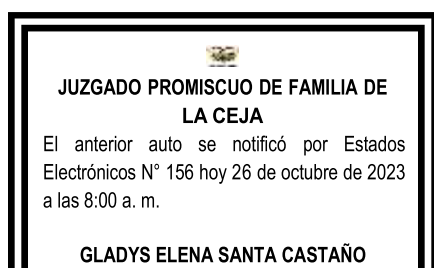 JUZGADO PROMISCUO DE FAMILIA DE
LA CEJA
El anterior auto se notificó por Estados
Electrónicos N° 156 hoy 26 de octubre de 2023
a las 8:00 a. m.
GLADYS ELENA SANTA CASTAÑO